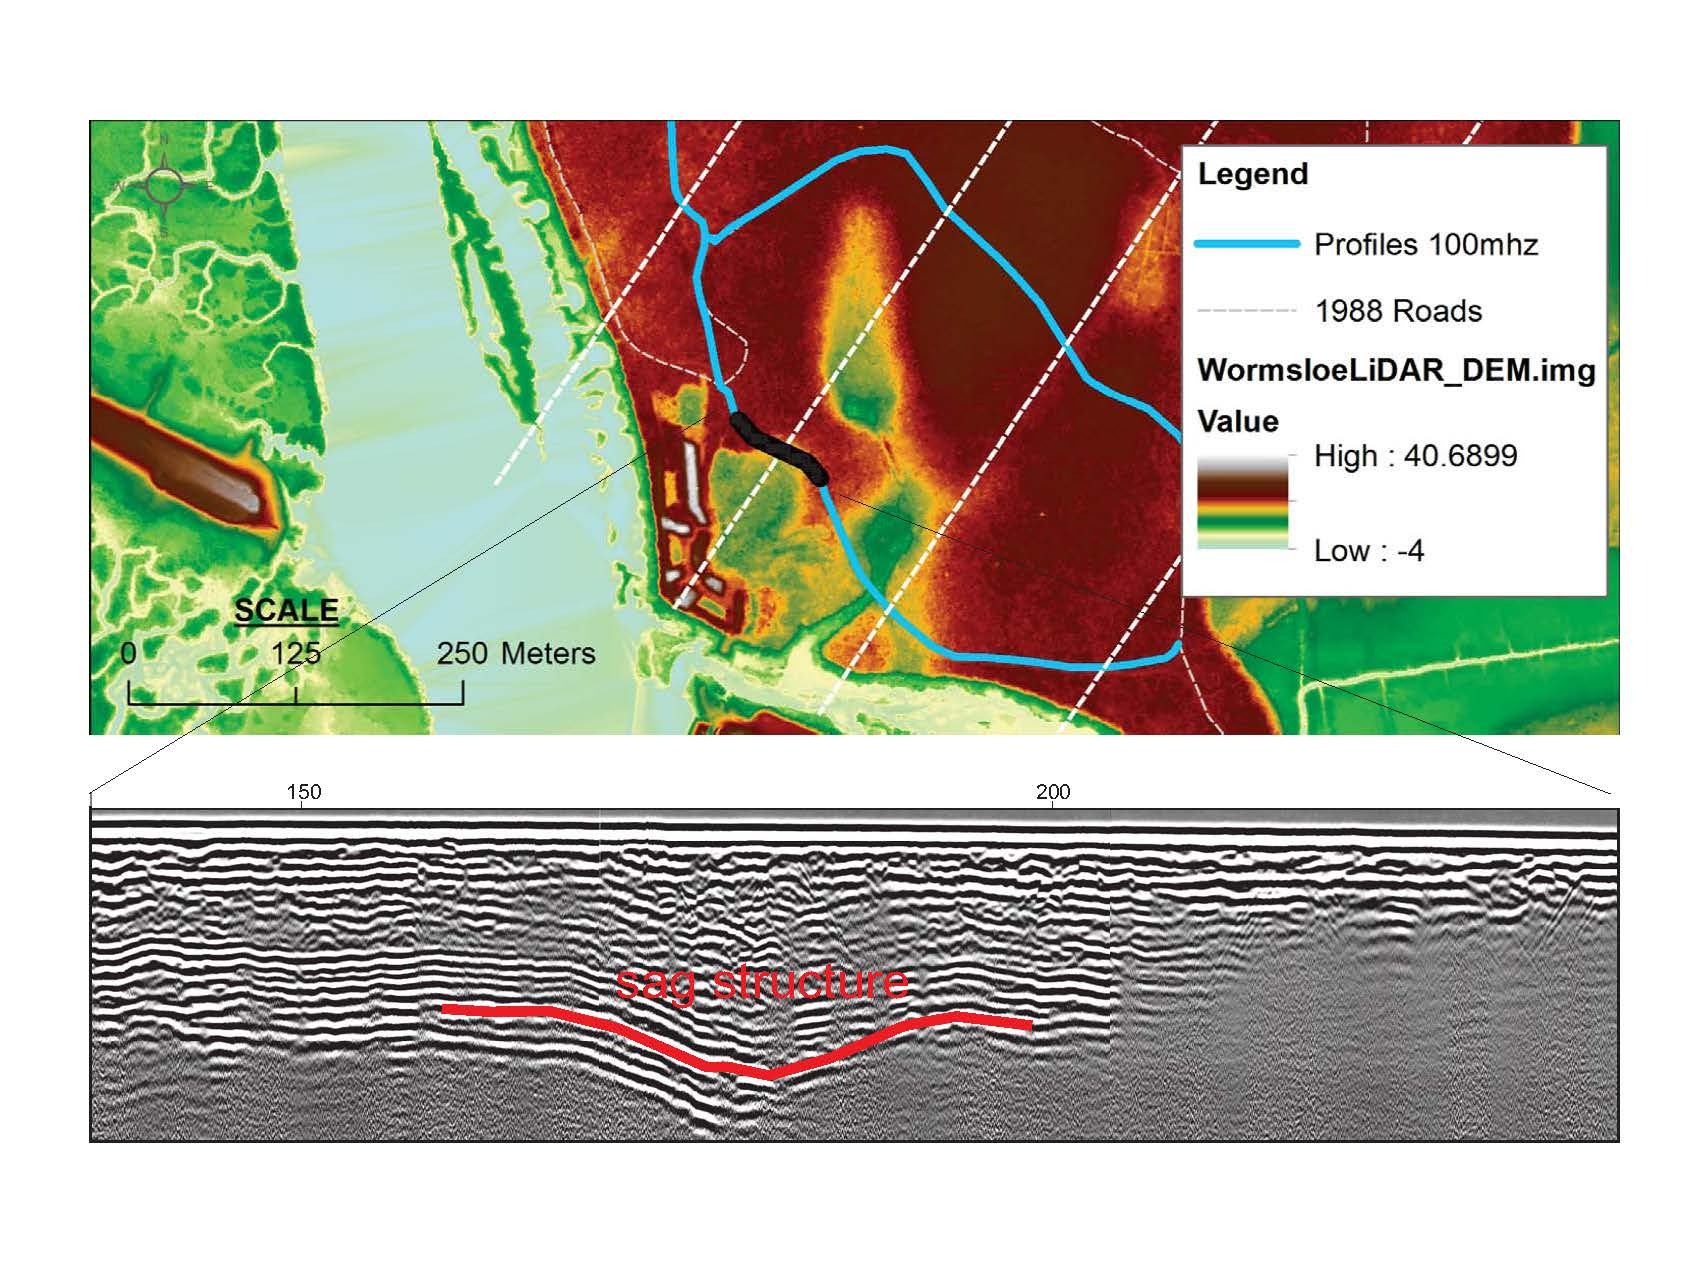 N
S
Legend
Profiles 100mhz
1988 Roads
WormsloeLiDAR_DEM.img
Value
High : 40.6899
Low : -4
SCALE
0 125 250 Meters
150 200
sag structure